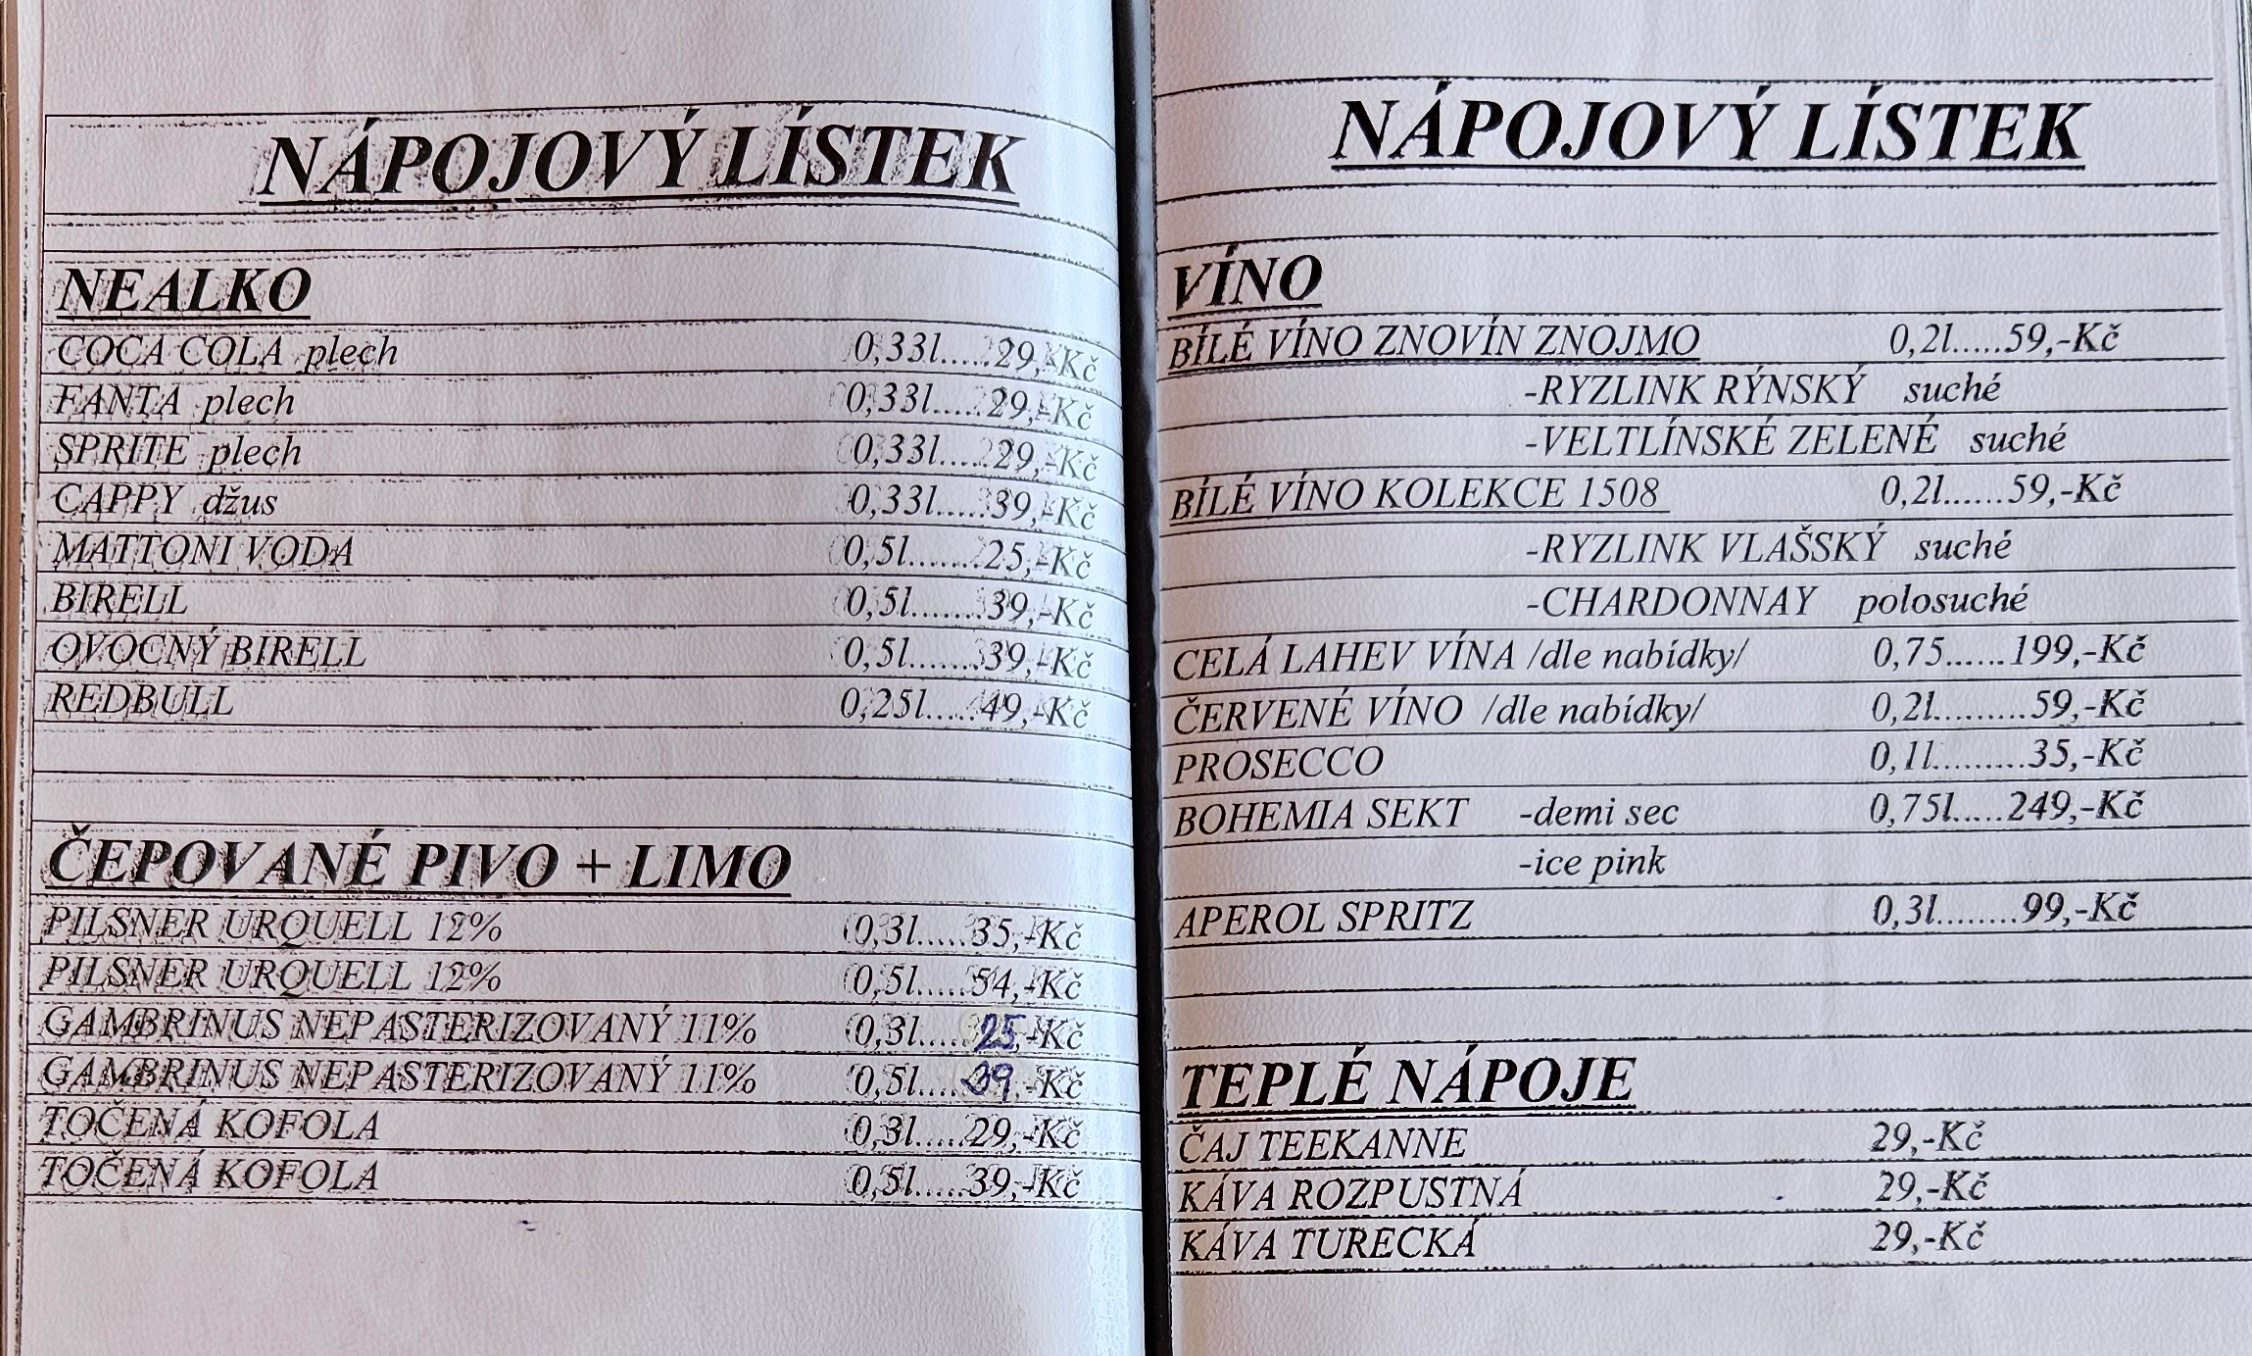 NÁPOJOVÝ LÍSTEK
NEALKO
COCA COLA plech 0,33l.....29,-Kč
FANTA plech 0,33l.....29,-Kč
SPRITE plech 0,33l.....29,-Kč
CAPPY džus 0,33l.....39,-Kč
MATTONI VODA 0,5l.......25,-Kč
BIRELL 0,5l.......39,-Kč
OVOCNÝ BIRELL 0,5l.......39,-Kč
REDBULL 0,25l.....49,-Kč
ČEPOVANÉ PIVO + LIMO
PILSNER URQUELL 12% 0,3l.....35,-Kč
PILSNER URQUELL 12% 0,5l.....54,-Kč
GAMBRINUS NEPASTERIZOVANÝ 11% 0,3l.....25,-Kč
GAMBRINUS NEPASTERIZOVANÝ 11% 0,5l.....39,-Kč
TOČENÁ KOFOLA 0,3l.....29,-Kč
TOČENÁ KOFOLA 0,5l.....39,-Kč
NÁPOJOVÝ LÍSTEK
VÍNO
BÍLÉ VÍNO ZNOVÍN ZNOJMO 0,2l.....59,-Kč
-RYZLINK RÝNSKÝ suché
-VELTLÍNSKÉ ZELENÉ suché
BÍLÉ VÍNO KOLEKCE 1508 0,2l......59,-Kč
-RYZLINK VLAŠSKÝ suché
-CHARDONNAY polosuché
CELÁ LAHEV VÍNA /dle nabídky/ 0,75......199,-Kč
ČERVENÉ VÍNO /dle nabídky/ 0,2l.........59,-Kč
PROSECCO 0,1l.........35,-Kč
BOHEMIA SEKT -demi sec 0,75l.....249,-Kč
-ice pink
APEROL SPRITZ 0,3l........99,-Kč
TEPLÉ NÁPOJE
ČAJ TEEKANNE 29,-Kč
KÁVA ROZPUSTNÁ 29,-Kč
KÁVA TURECKÁ 29,-Kč